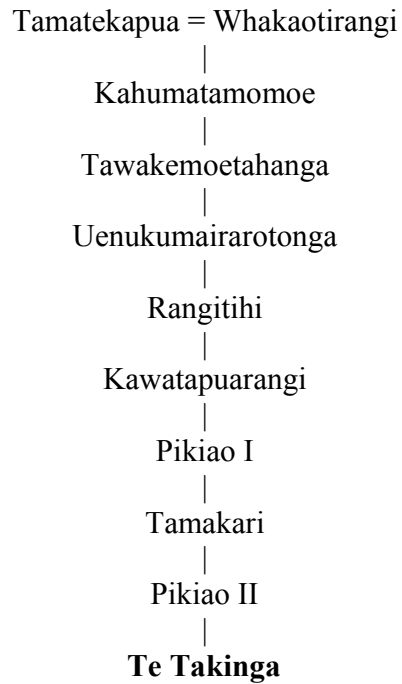 Tamatekapua = Whakaotirangi
|
Kahumatamomoe
|
Tawakemoetahanga
|
Uenukumairarotonga
|
Rangitihi
|
Kawatapuarangi
|
Pikiao I
|
Tamakari
|
Pikiao II
|
Te Takinga